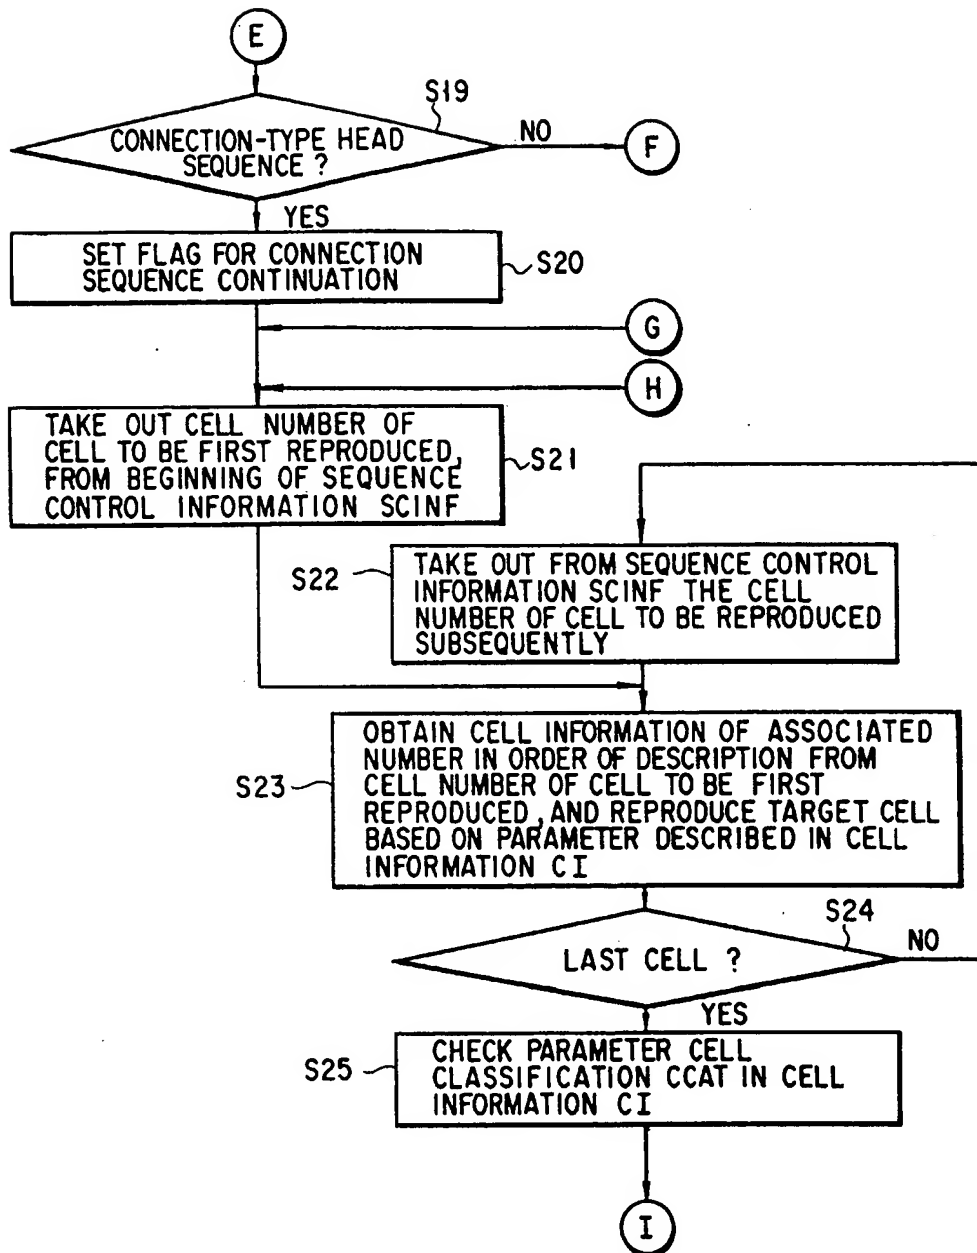 E
S19
CONNECTION-TYPE HEAD
SEQUENCE ?
NO
F
YES
SET FLAG FOR CONNECTION
SEQUENCE CONTINUATION
S20
G
H
TAKE OUT CELL NUMBER OF
CELL TO BE FIRST REPRODUCED,
FROM BEGINNING OF SEQUENCE
CONTROL INFORMATION SCINF
S21
S22
TAKE OUT FROM SEQUENCE CONTROL
INFORMATION SCINF THE CELL
NUMBER OF CELL TO BE REPRODUCED
SUBSEQUENTLY
S23
OBTAIN CELL INFORMATION OF ASSOCIATED
NUMBER IN ORDER OF DESCRIPTION FROM
CELL NUMBER OF CELL TO BE FIRST
REPRODUCED, AND REPRODUCE TARGET CELL
BASED ON PARAMETER DESCRIBED IN CELL
INFORMATION CI
S24
LAST CELL ?
NO
YES
S25
CHECK PARAMETER CELL
CLASSIFICATION CCAT IN CELL
INFORMATION CI
I